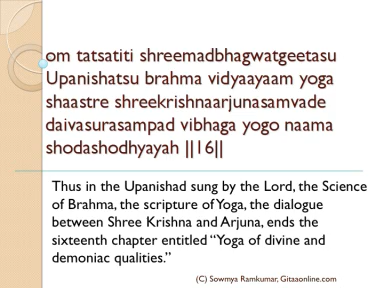 om tatsatiti shreemadbhagwatgeetasu
Upanishatsu brahma vidyaayaam yoga
shaastre shreekrishnaarjunasamvade
daivasurasampad vibhaga yogo naama
shodashodhyayah ||16||
Thus in the Upanishad sung by the Lord, the Science
of Brahma, the scripture of Yoga, the dialogue
between Shree Krishna and Arjuna, ends the
sixteenth chapter entitled “Yoga of divine and
demoniac qualities.”
(C) Sowmya Ramkumar, Gitaaonline.com